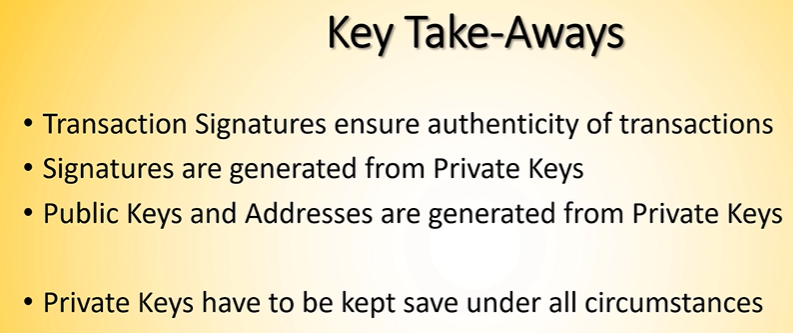 Key Take-Aways
• Transaction Signatures ensure authenticity of transactions
• Signatures are generated from Private Keys
• Public Keys and Addresses are generated from Private Keys
• Private Keys have to be kept save under all circumstances